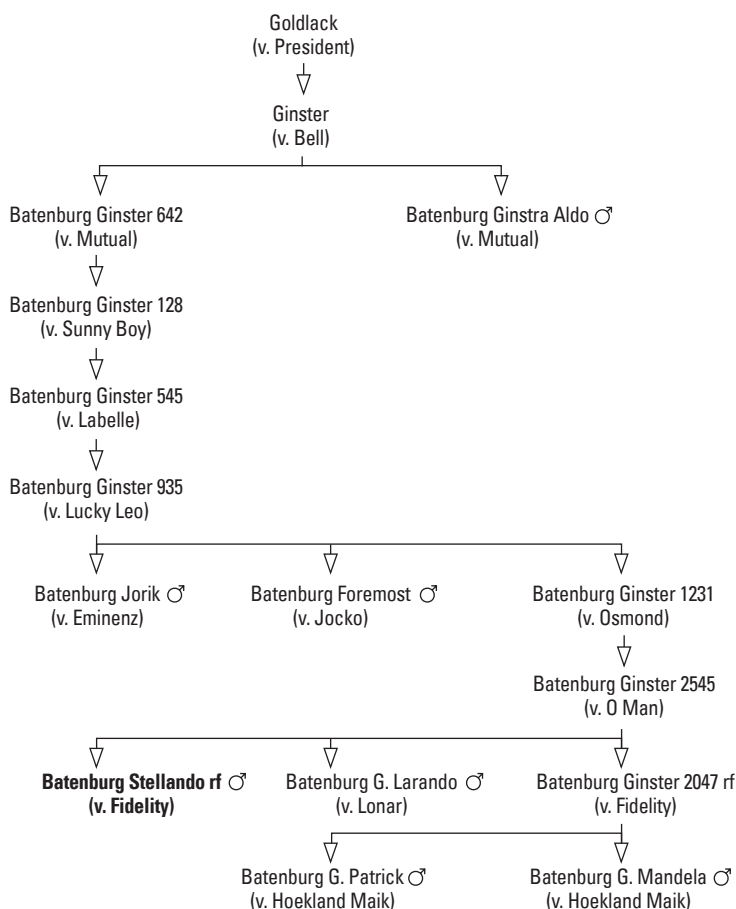 Goldlack
(v. President)
Ginster
(v. Bell)
Batenburg Ginster 642
(v. Mutual)
Batenburg Ginstra Aldo ♂
(v. Mutual)
Batenburg Ginster 128
(v. Sunny Boy)
Batenburg Ginster 545
(v. Labelle)
Batenburg Ginster 935
(v. Lucky Leo)
Batenburg Jorik ♂
(v. Eminenz)
Batenburg Foremost ♂
(v. Jocko)
Batenburg Ginster 1231
(v. Osmond)
Batenburg Ginster 2545
(v. O Man)
Batenburg Stellando rf ♂
(v. Fidelity)
Batenburg G. Larando ♂
(v. Lonar)
Batenburg Ginster 2047 rf
(v. Fidelity)
Batenburg G. Patrick ♂
(v. Hoekland Maik)
Batenburg G. Mandela ♂
(v. Hoekland Maik)